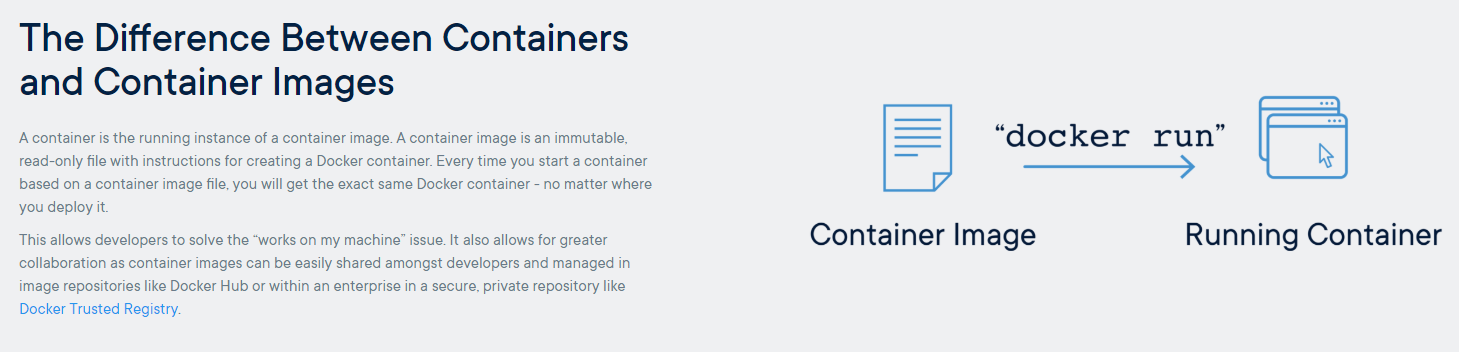 The Difference Between Containers
and Container Images
A container is the running instance of a container image. A container image is an immutable,
read-only file with instructions for creating a Docker container. Every time you start a container
based on a container image file, you will get the exact same Docker container - no matter where
you deploy it.
This allows developers to solve the “works on my machine” issue. It also allows for greater
collaboration as container images can be easily shared amongst developers and managed in
image repositories like Docker Hub or within an enterprise in a secure, private repository like
Docker Trusted Registry.
“docker run”
Container Image
Running Container